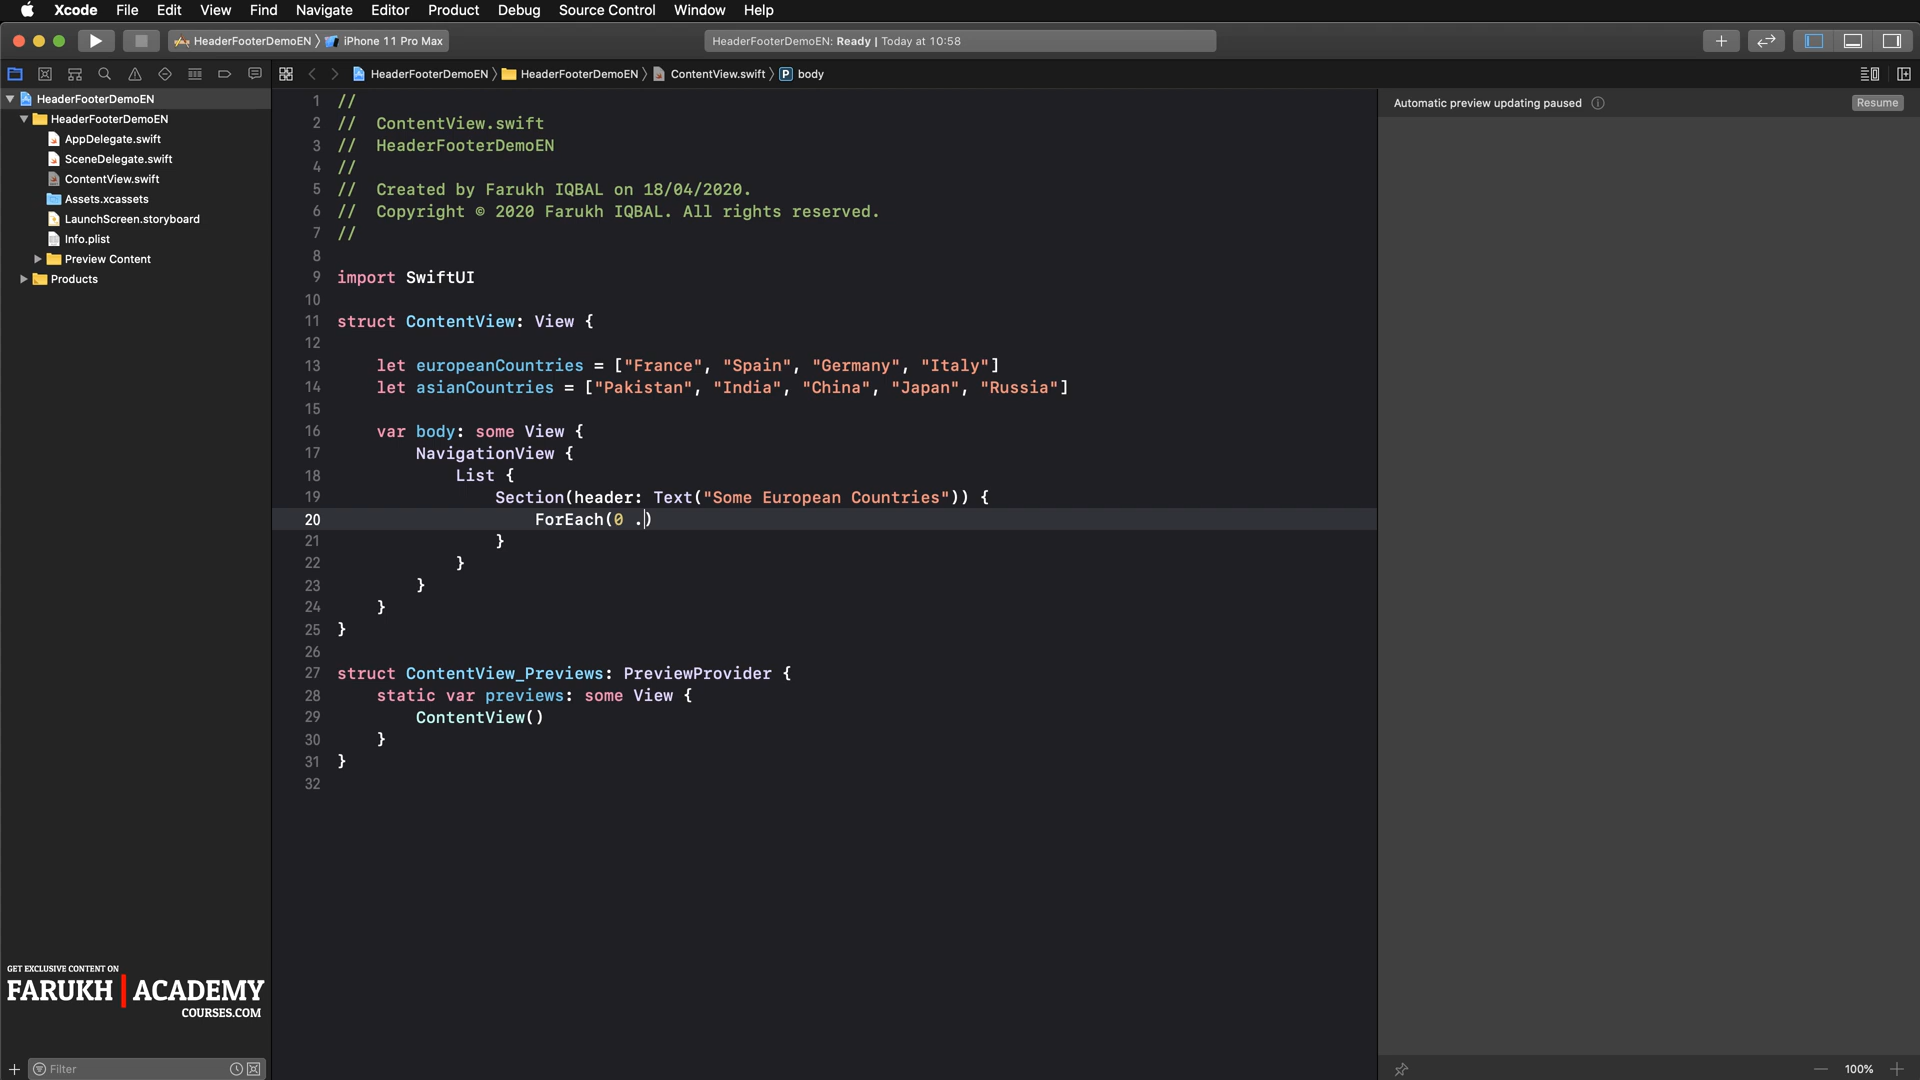 Xcode File Edit View Find Navigate Editor Product Debug Source Control Window Help
HeaderFooterDemoEN iPhone 11 Pro Max
HeaderFooterDemoEN: Ready | Today at 10:58
HeaderFooterDemoEN HeaderFooterDemoEN ContentView.swift P body
HeaderFooterDemoEN
HeaderFooterDemoEN
AppDelegate.swift
SceneDelegate.swift
ContentView.swift
Assets.xcassets
LaunchScreen.storyboard
Info.plist
Preview Content
Products
1 //
2 //  ContentView.swift
3 //  HeaderFooterDemoEN
4 //
5 //  Created by Farukh IQBAL on 18/04/2020.
6 //  Copyright © 2020 Farukh IQBAL. All rights reserved.
7 //
8
9 import SwiftUI
10
11 struct ContentView: View {
12
13     let europeanCountries = ["France", "Spain", "Germany", "Italy"]
14     let asianCountries = ["Pakistan", "India", "China", "Japan", "Russia"]
15
16     var body: some View {
17         NavigationView {
18             List {
19                 Section(header: Text("Some European Countries")) {
20                     ForEach(0 .)
21                 }
22             }
23         }
24     }
25 }
26
27 struct ContentView_Previews: PreviewProvider {
28     static var previews: some View {
29         ContentView()
30     }
31 }
32
Automatic preview updating paused
Resume
GET EXCLUSIVE CONTENT ON
FARUKH | ACADEMY
COURSES.COM
Filter
100%